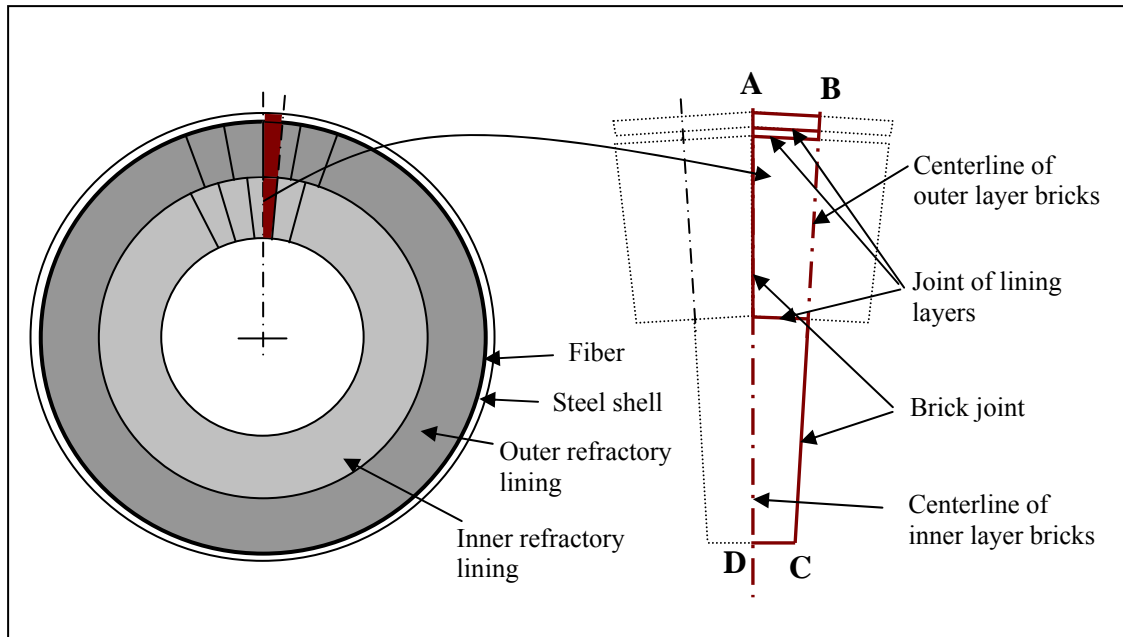 A
B
Centerline of
outer layer bricks
Joint of lining
layers
Fiber
Steel shell
Brick joint
Outer refractory
lining
Centerline of
inner layer bricks
Inner refractory
lining
D
C